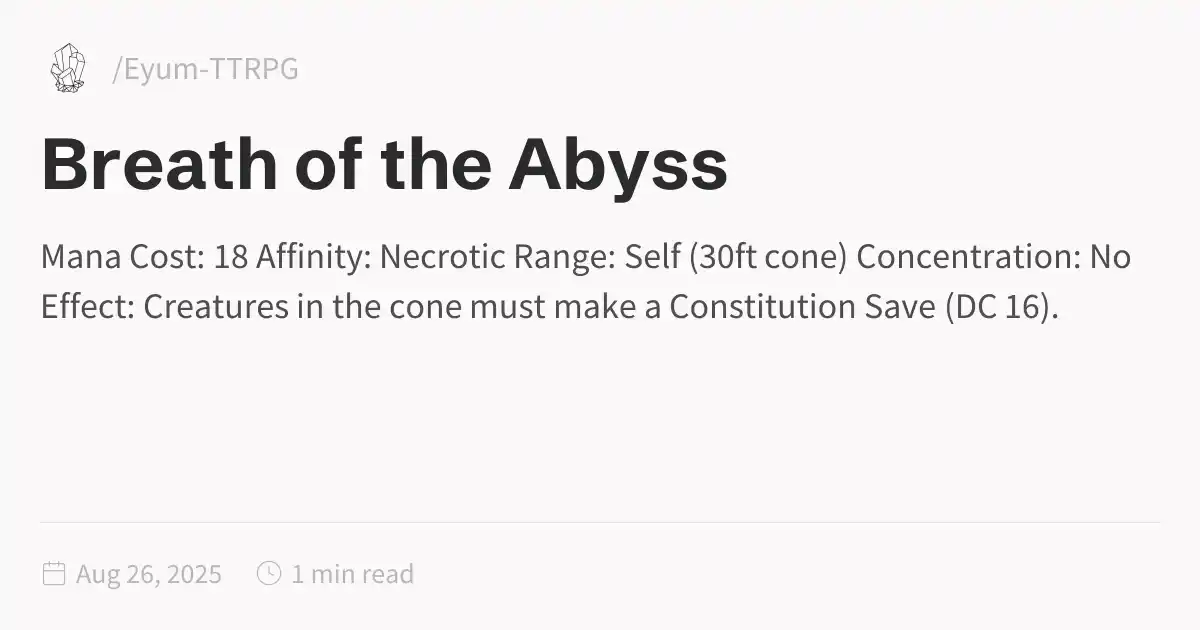 /Eyum-TTRPG
Breath of the Abyss
Mana Cost: 18 Affinity: Necrotic Range: Self (30ft cone) Concentration: No
Effect: Creatures in the cone must make a Constitution Save (DC 16).
Aug 26, 2025 1 min read